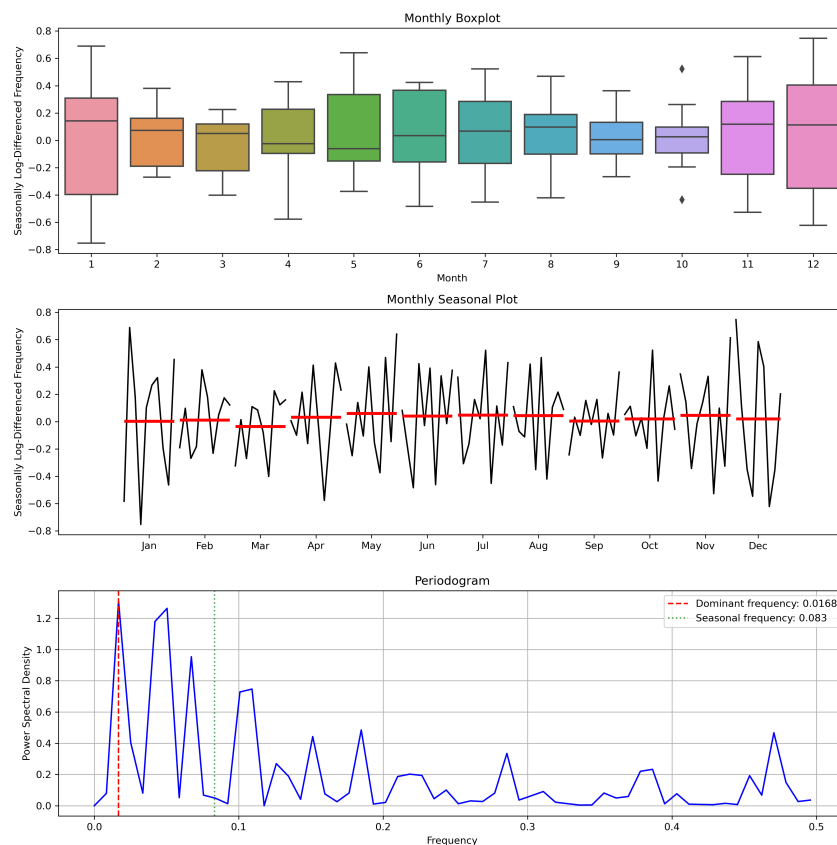 Monthly Boxplot
Seasonally Log-Differenced Frequency
0.8
0.6
0.4
0.2
0.0
−0.2
−0.4
−0.6
−0.8
1 2 3 4 5 6 7 8 9 10 11 12
Month
Monthly Seasonal Plot
Seasonally Log-Differenced Frequency
0.8
0.6
0.4
0.2
0.0
−0.2
−0.4
−0.6
−0.8
Jan Feb Mar Apr May Jun Jul Aug Sep Oct Nov Dec
Periodogram
Dominant frequency: 0.0168
Seasonal frequency: 0.083
Power Spectral Density
1.2
1.0
0.8
0.6
0.4
0.2
0.0
0.0 0.1 0.2 0.3 0.4 0.5
Frequency